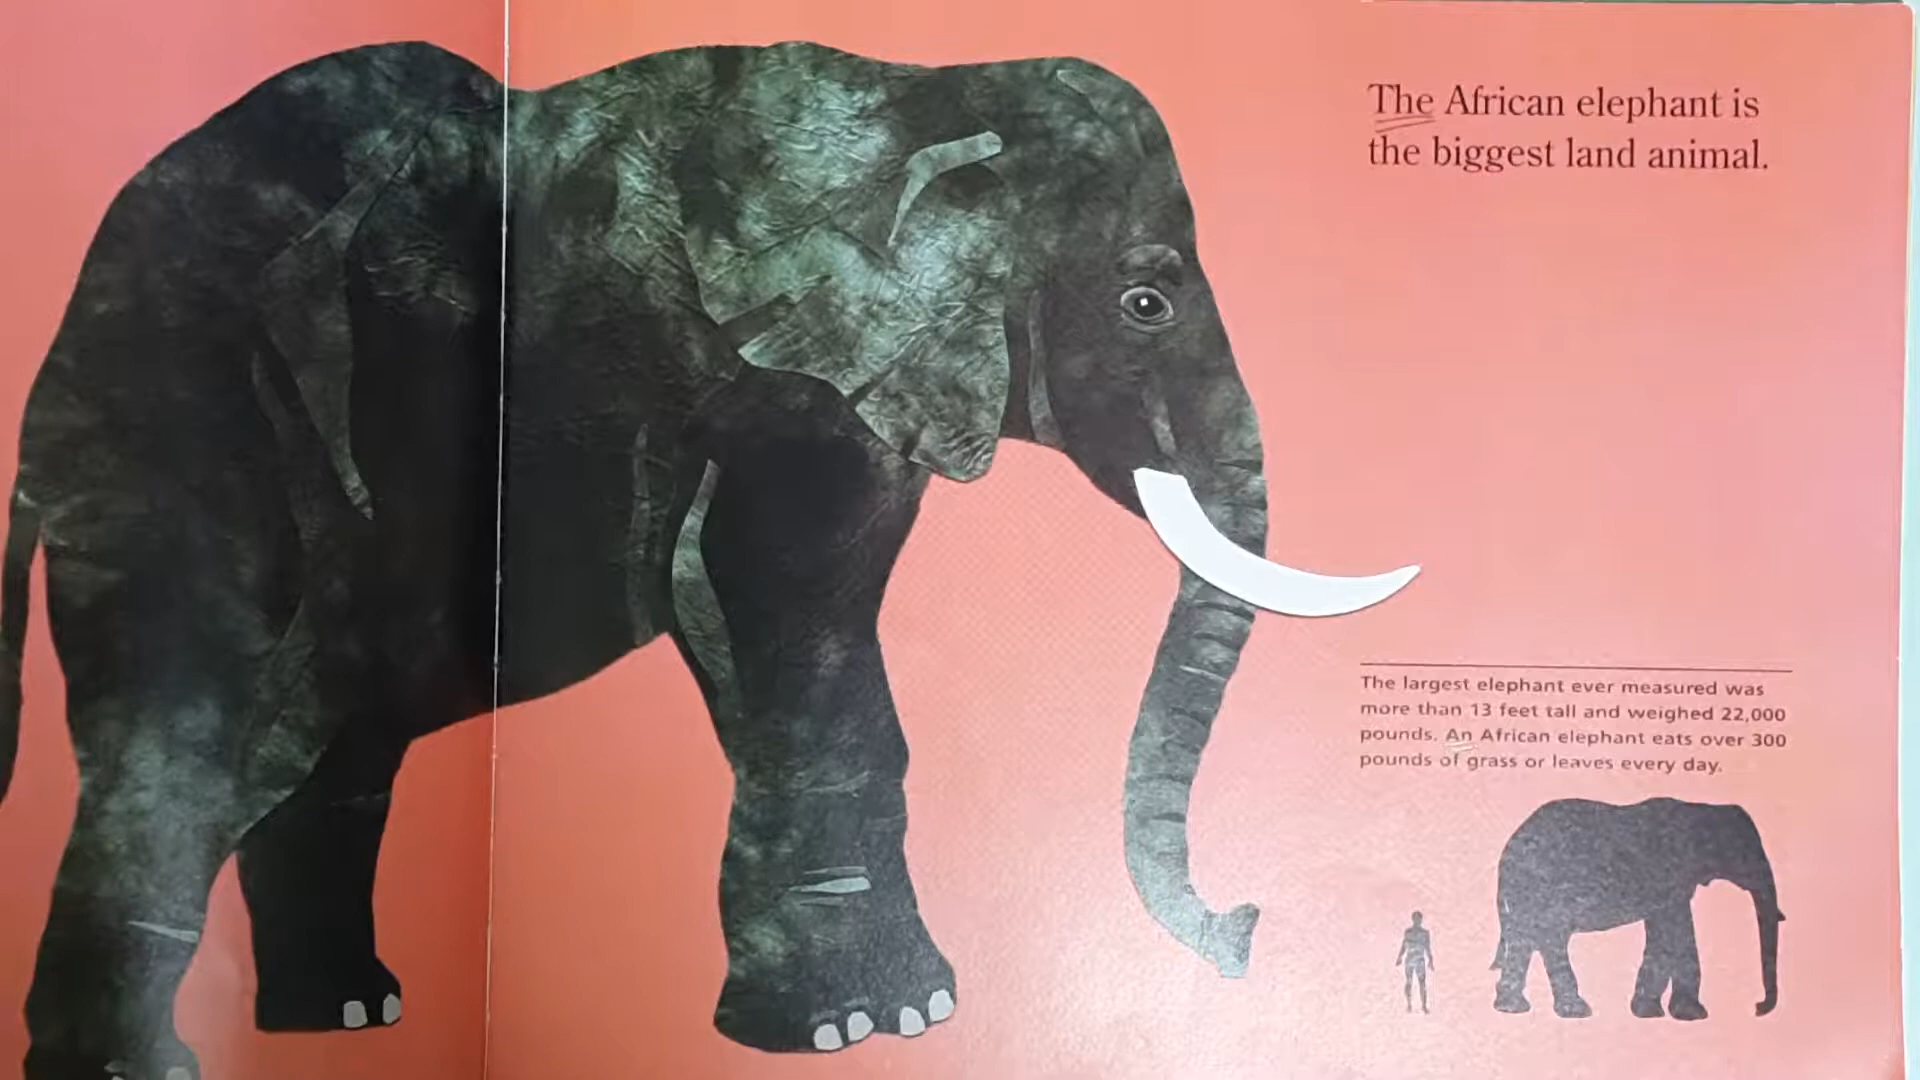 The African elephant is
the biggest land animal.
The largest elephant ever measured was
more than 13 feet tall and weighed 22,000
pounds. An African elephant eats over 300
pounds of grass or leaves every day.